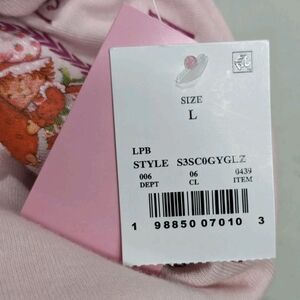 SIZE
L
LPB
STYLE S3SC0GYGLZ
006 06 0439
DEPT CL ITEM
1 98850 07010 3